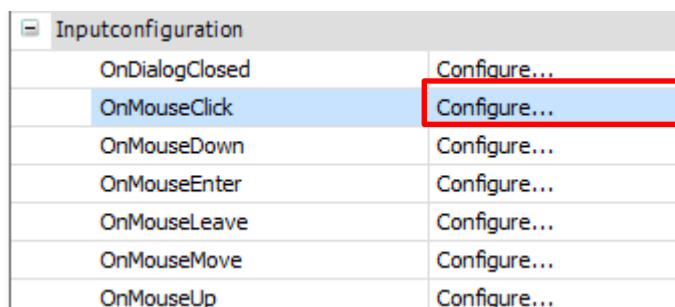 Inputconfiguration
OnDialogClosed Configure...
OnMouseClick Configure...
OnMouseDown Configure...
OnMouseEnter Configure...
OnMouseLeave Configure...
OnMouseMove Configure...
OnMouseUp Configure...